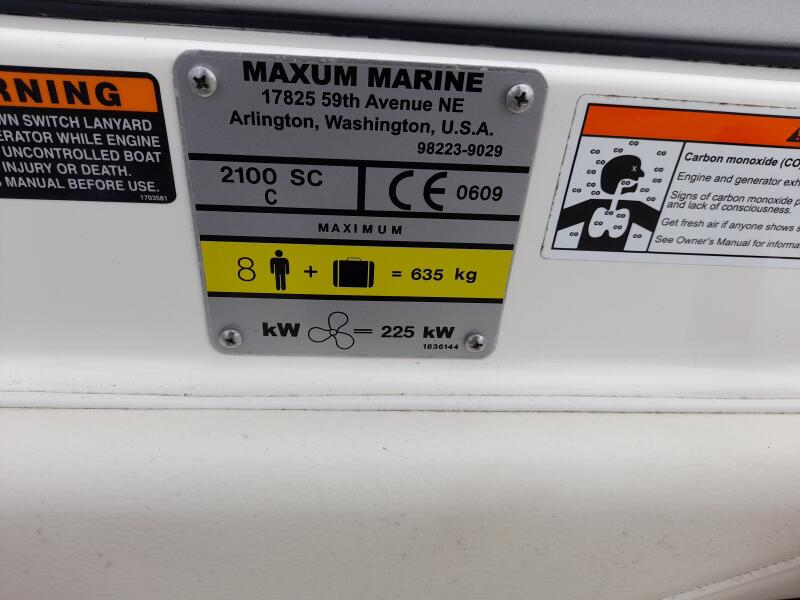 RNING
WN SWITCH LANYARD
ERATOR WHILE ENGINE
UNCONTROLLED BOAT
INJURY OR DEATH.
MANUAL BEFORE USE.
1703581
MAXUM MARINE
17825 59th Avenue NE
Arlington, Washington, U.S.A.
98223-9029
2100 SC
C
CE 0609
MAXIMUM
8 + = 635 kg
kW = 225 kW
1836144
Carbon monoxide (CO)
Engine and generator exh
Signs of carbon monoxide p
and lack of consciousness.
Get fresh air if anyone shows s
See Owner's Manual for informa